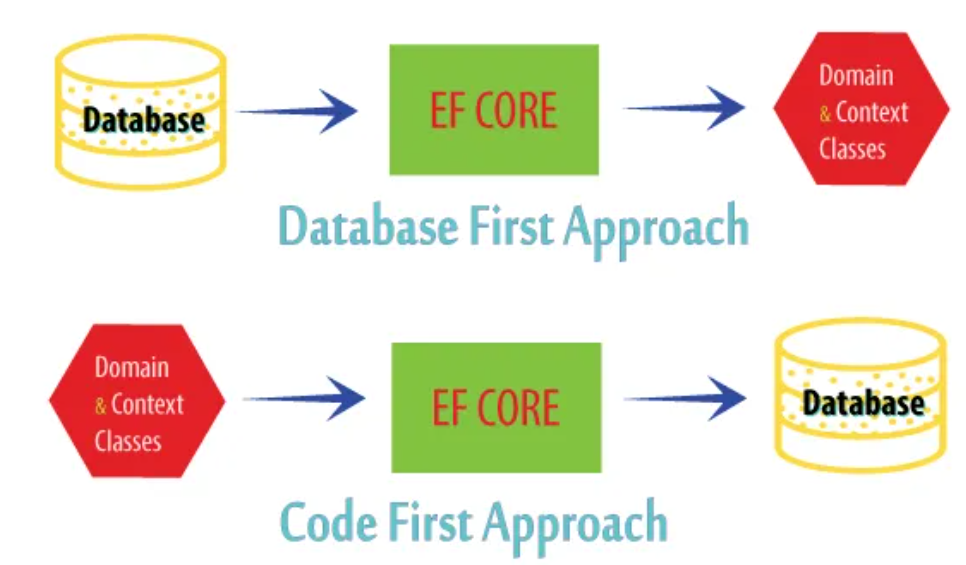 Database
EF CORE
Domain
& Context
Classes
Database First Approach
Domain
& Context
Classes
EF CORE
Database
Code First Approach